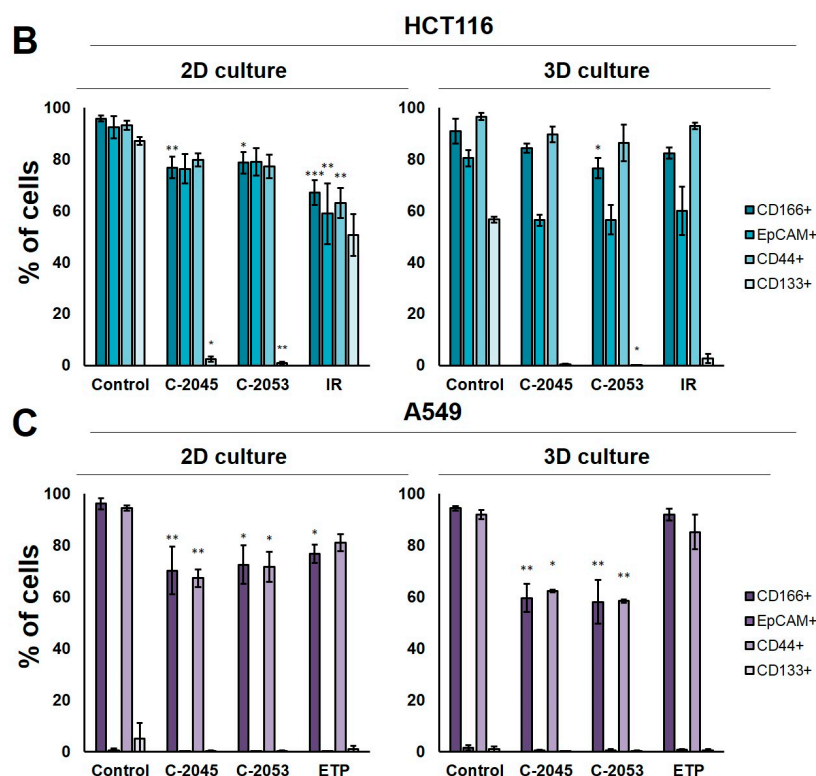 B
HCT116
2D culture
3D culture
% of cells
100
80
60
40
20
0
** * * ** *** ** **
Control C-2045 C-2053 IR
100
80
60
40
20
0
* *
Control C-2045 C-2053 IR
CD166+
EpCAM+
CD44+
CD133+
C
A549
2D culture
3D culture
% of cells
100
80
60
40
20
0
** ** * * *
Control C-2045 C-2053 ETP
100
80
60
40
20
0
** * ** **
Control C-2045 C-2053 ETP
CD166+
EpCAM+
CD44+
CD133+